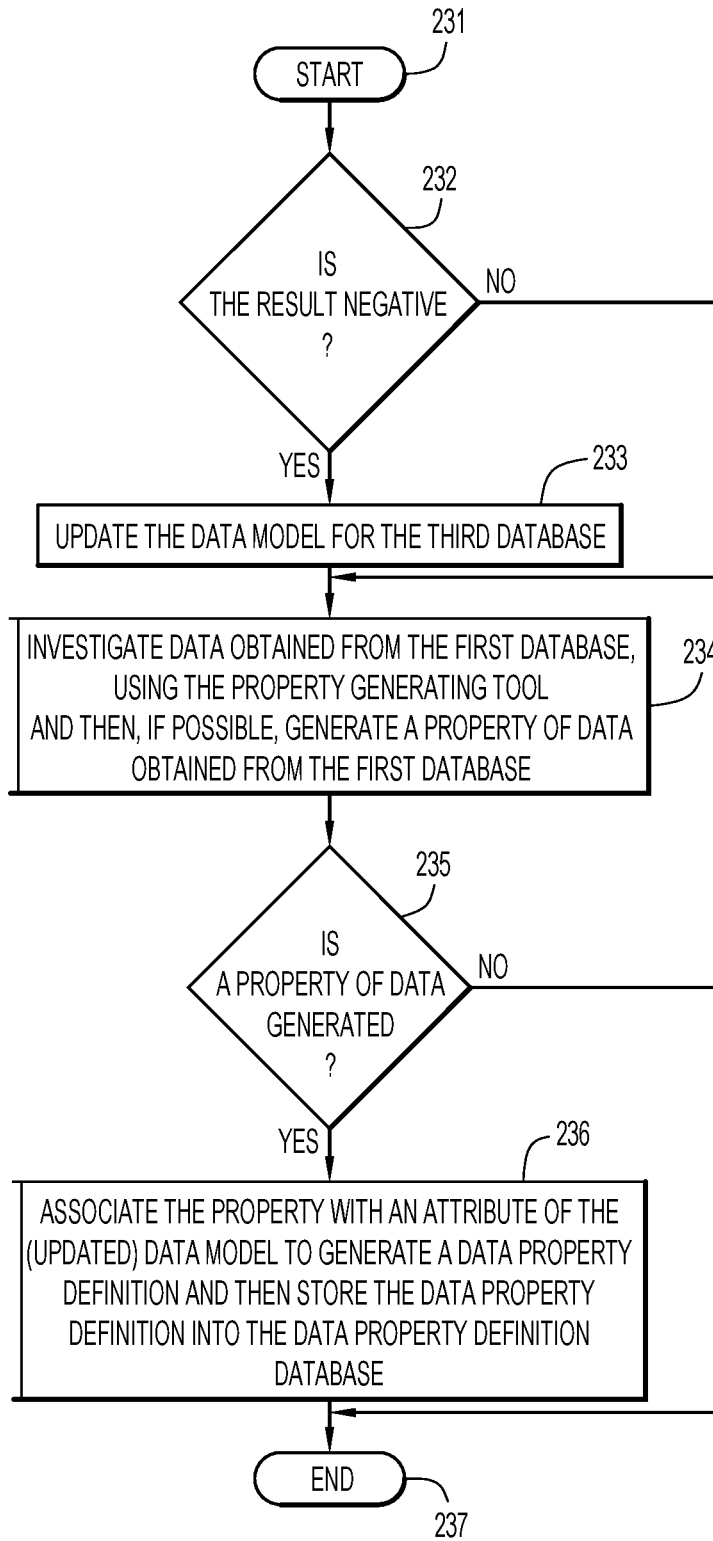 231
START
232
IS
THE RESULT NEGATIVE
?
NO
YES
233
UPDATE THE DATA MODEL FOR THE THIRD DATABASE
234
INVESTIGATE DATA OBTAINED FROM THE FIRST DATABASE,
USING THE PROPERTY GENERATING TOOL
AND THEN, IF POSSIBLE, GENERATE A PROPERTY OF DATA
OBTAINED FROM THE FIRST DATABASE
235
IS
A PROPERTY OF DATA
GENERATED
?
NO
YES
236
ASSOCIATE THE PROPERTY WITH AN ATTRIBUTE OF THE
(UPDATED) DATA MODEL TO GENERATE A DATA PROPERTY
DEFINITION AND THEN STORE THE DATA PROPERTY
DEFINITION INTO THE DATA PROPERTY DEFINITION
DATABASE
END
237